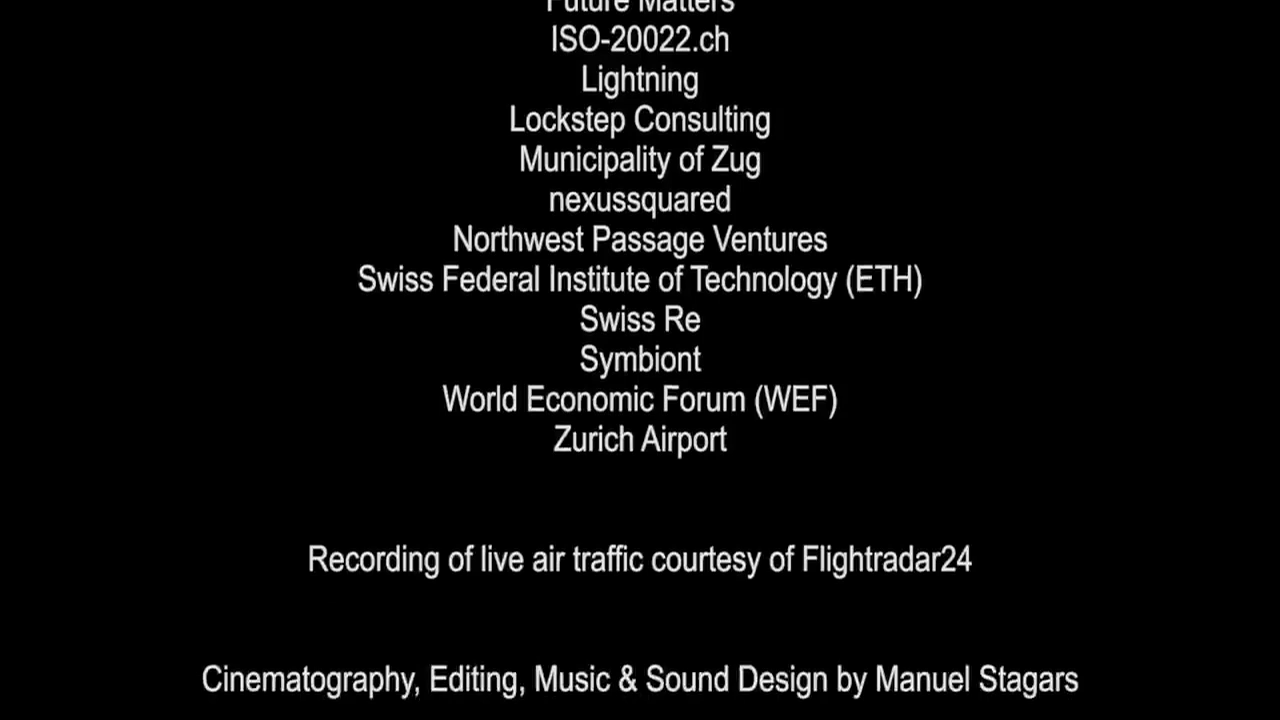 Future Matters
ISO-20022.ch
Lightning
Lockstep Consulting
Municipality of Zug
nexussquared
Northwest Passage Ventures
Swiss Federal Institute of Technology (ETH)
Swiss Re
Symbiont
World Economic Forum (WEF)
Zurich Airport
Recording of live air traffic courtesy of Flightradar24
Cinematography, Editing, Music & Sound Design by Manuel Stagars